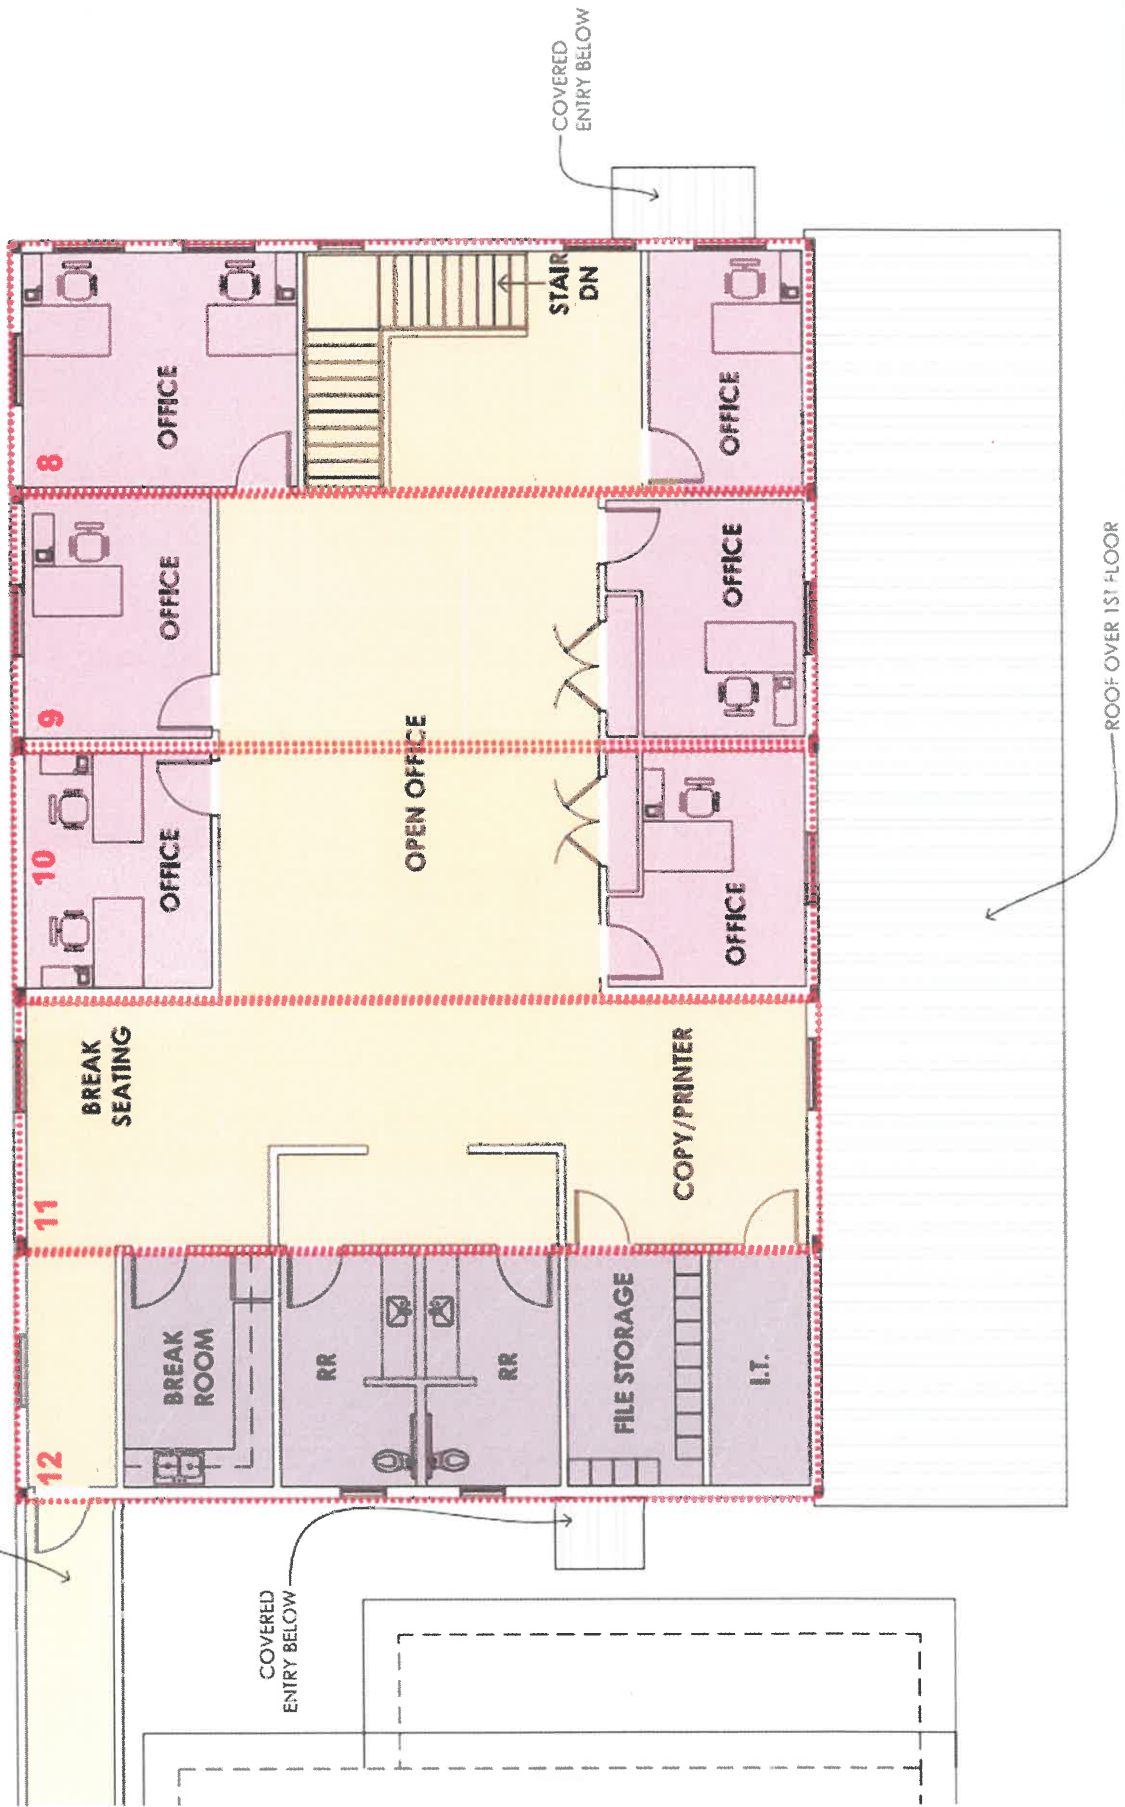 COVERED
ENTRY BELOW
8
OFFICE
STAIR
DN
OFFICE
9
OFFICE
OFFICE
10
OFFICE
OPEN OFFICE
OFFICE
BREAK
SEATING
11
COPY/PRINTER
12
BREAK
ROOM
RR
RR
FILE STORAGE
I.T.
ROOF OVER 1ST FLOOR
COVERED
ENTRY BELOW